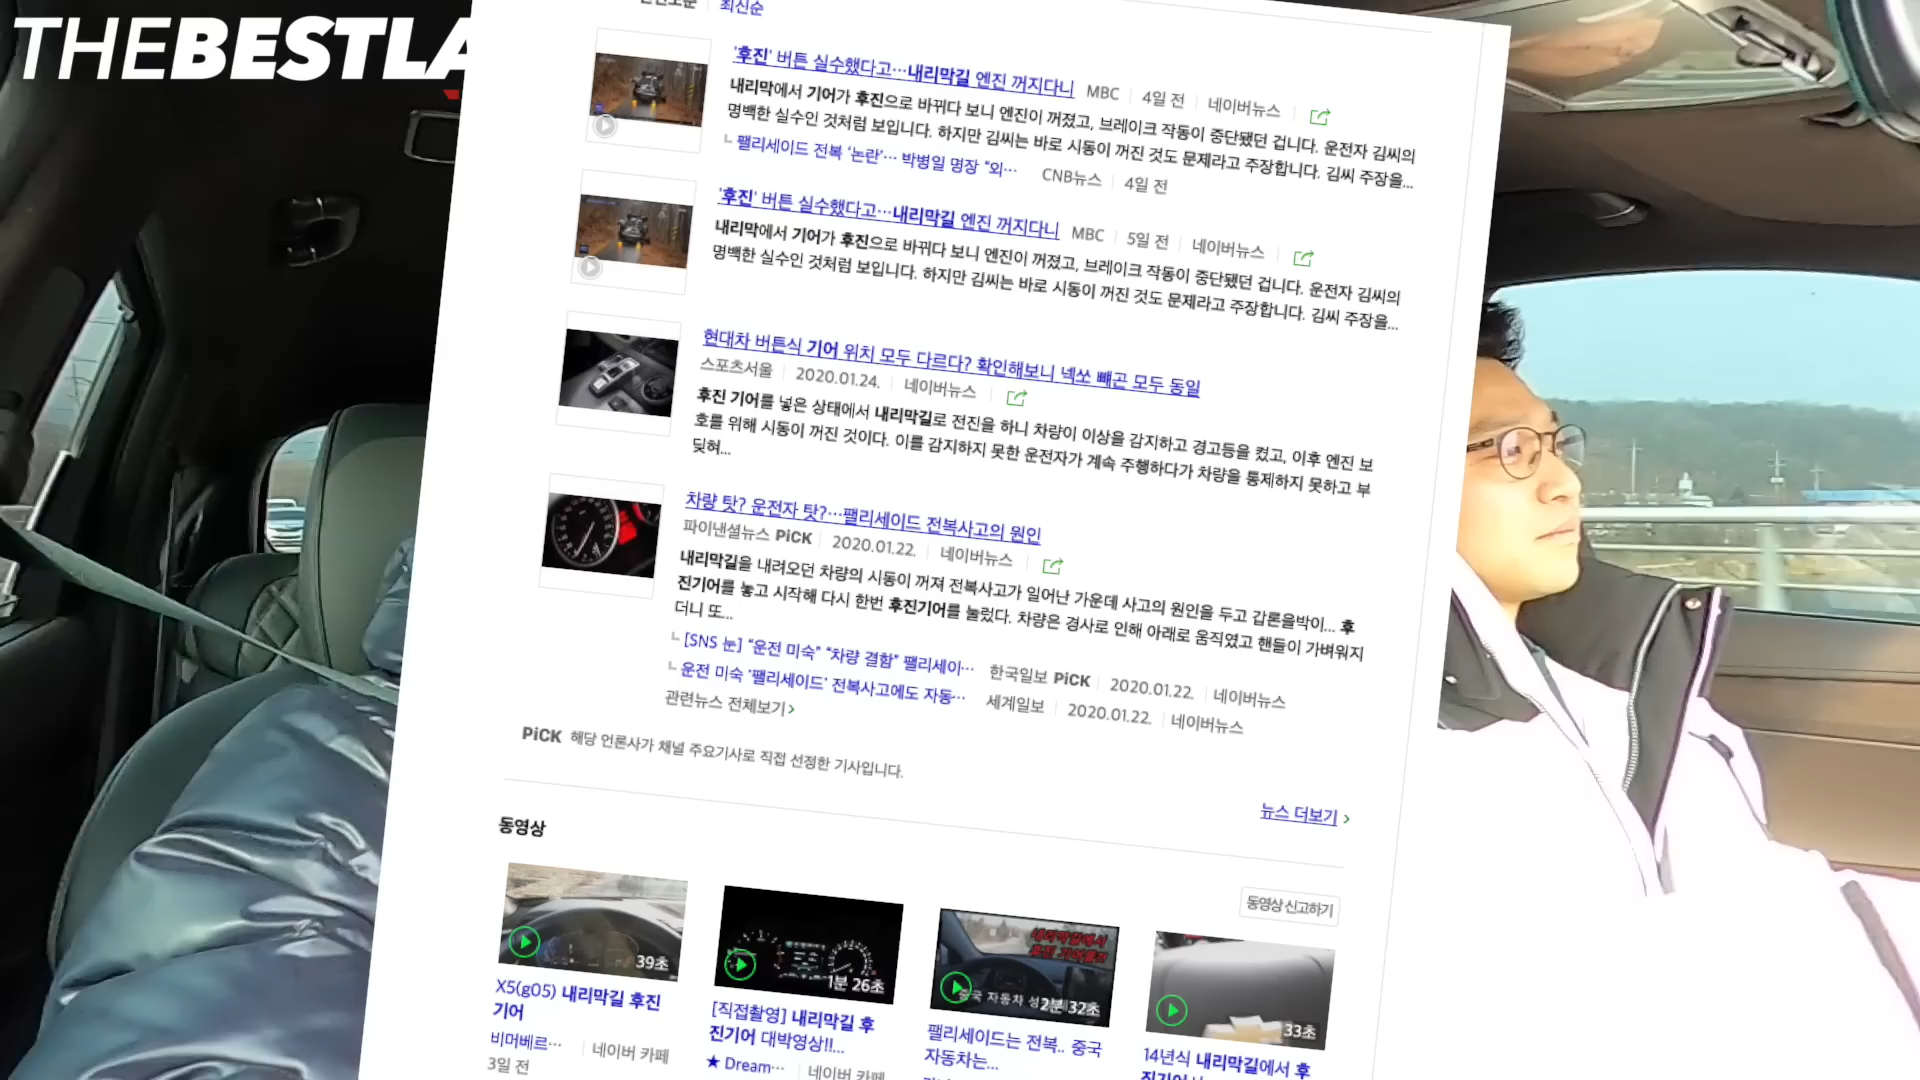 THEBESTLA
최신순
'후진' 버튼 실수했다고…내리막길 엔진 꺼지다니 MBC 4일 전 네이버뉴스
내리막에서 기어가 후진으로 바뀌다 보니 엔진이 꺼졌고, 브레이크 작동이 중단됐던 겁니다. 운전자 김씨의
명백한 실수인 것처럼 보입니다. 하지만 김씨는 바로 시동이 꺼진 것도 문제라고 주장합니다. 김씨 주장을...
팰리세이드 전복 '논란'… 박병일 명장 "외… CNB뉴스 4일 전
'후진' 버튼 실수했다고…내리막길 엔진 꺼지다니 MBC 5일 전 네이버뉴스
내리막에서 기어가 후진으로 바뀌다 보니 엔진이 꺼졌고, 브레이크 작동이 중단됐던 겁니다. 운전자 김씨의
명백한 실수인 것처럼 보입니다. 하지만 김씨는 바로 시동이 꺼진 것도 문제라고 주장합니다. 김씨 주장을...
현대차 버튼식 기어 위치 모두 다르다? 확인해보니 넥쏘 빼곤 모두 동일
스포츠서울 2020.01.24. 네이버뉴스
후진 기어를 넣은 상태에서 내리막길로 전진을 하니 차량이 이상을 감지하고 경고등을 켰고, 이후 엔진 보
호를 위해 시동이 꺼진 것이다. 이를 감지하지 못한 운전자가 계속 주행하다가 차량을 통제하지 못하고 부
딪혀...
차량 탓? 운전자 탓?…팰리세이드 전복사고의 원인
파이낸셜뉴스 PiCK 2020.01.22. 네이버뉴스
내리막길을 내려오던 차량의 시동이 꺼져 전복사고가 일어난 가운데 사고의 원인을 두고 갑론을박이... 후
진기어를 놓고 시작해 다시 한번 후진기어를 눌렀다. 차량은 경사로 인해 아래로 움직였고 핸들이 가벼워지
더니 또...
[SNS 눈] "운전 미숙" "차량 결함" 팰리세이… 한국일보 PiCK 2020.01.22. 네이버뉴스
운전 미숙 '팰리세이드' 전복사고에도 자동… 세계일보 2020.01.22. 네이버뉴스
관련뉴스 전체보기
PiCK 해당 언론사가 채널 주요기사로 직접 선정한 기사입니다.
뉴스 더보기
동영상
동영상 신고하기
39초
1분 26초
내리막길에서
후진 기어를?
중국 자동차 성
2분 32초
33초
X5(g05) 내리막길 후진
기어
비머베르… 네이버 카페
3일 전
[직접촬영] 내리막길 후
진기어 대박영상!!...
★ Dream… 네이버 카페
팰리세이드는 전복.. 중국
자동차는...
14년식 내리막길에서 후